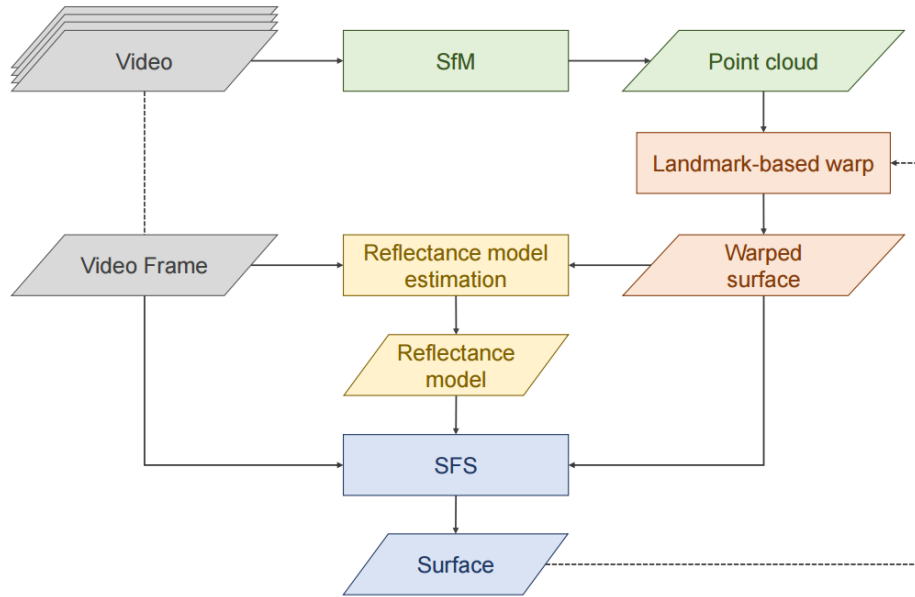 Video
SfM
Point cloud
Landmark-based warp
Video Frame
Reflectance model
estimation
Warped
surface
Reflectance
model
SFS
Surface